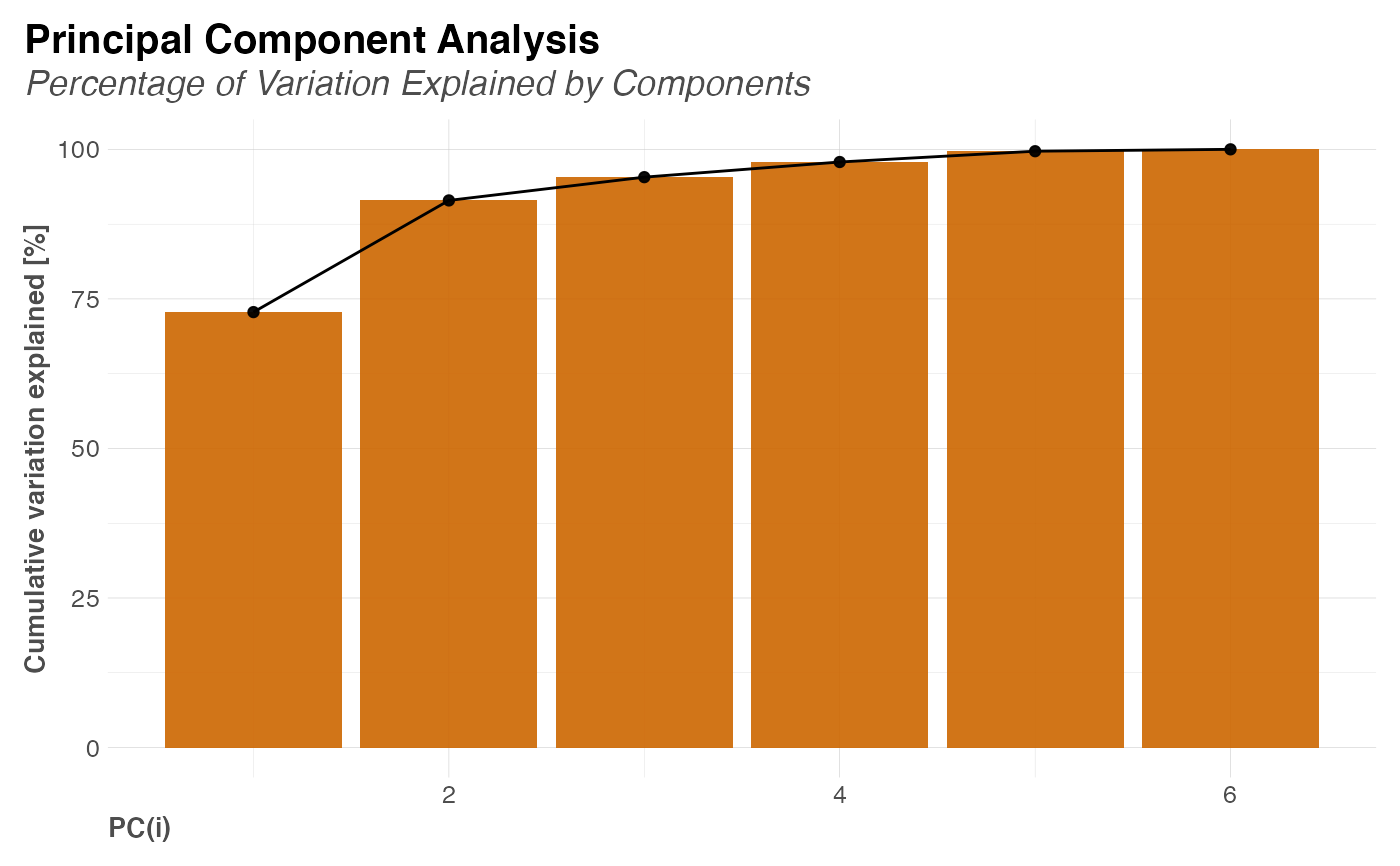 Principal Component Analysis
Percentage of Variation Explained by Components
Cumulative variation explained [%]
100
75
50
25
0
2 4 6
PC(i)